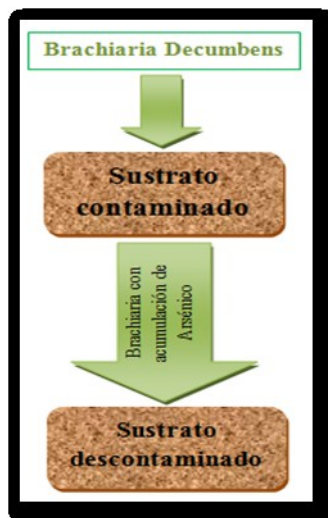 Brachiaria Decumbens
Sustrato
contaminado
Brachiaria con
acumulación de
Arsénico
Sustrato
descontaminado